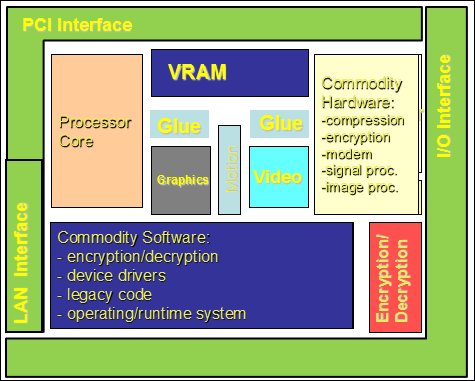 PCI Interface
I/O Interface
VRAM
Commodity
Hardware:
-compression
-encryption
-modem
-signal proc.
-image proc.
Processor
Core
Glue
Glue
Graphics
Motion
Video
LAN Interface
Commodity Software:
- encryption/decryption
- device drivers
- legacy code
- operating/runtime system
Encryption/
Decryption